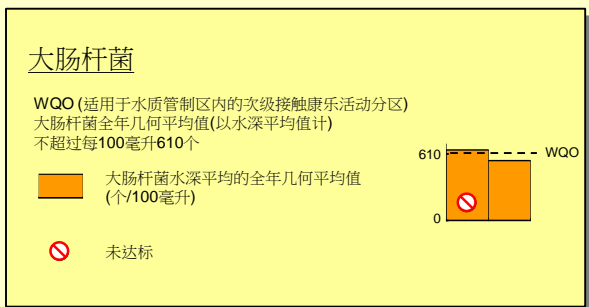 大肠杆菌
WQO (适用于水质管制区内的次级接触康乐活动分区)
大肠杆菌全年几何平均值(以水深平均值计)
不超过每100毫升610个
大肠杆菌水深平均的全年几何平均值
(个/100毫升)
未达标
610
WQO
0